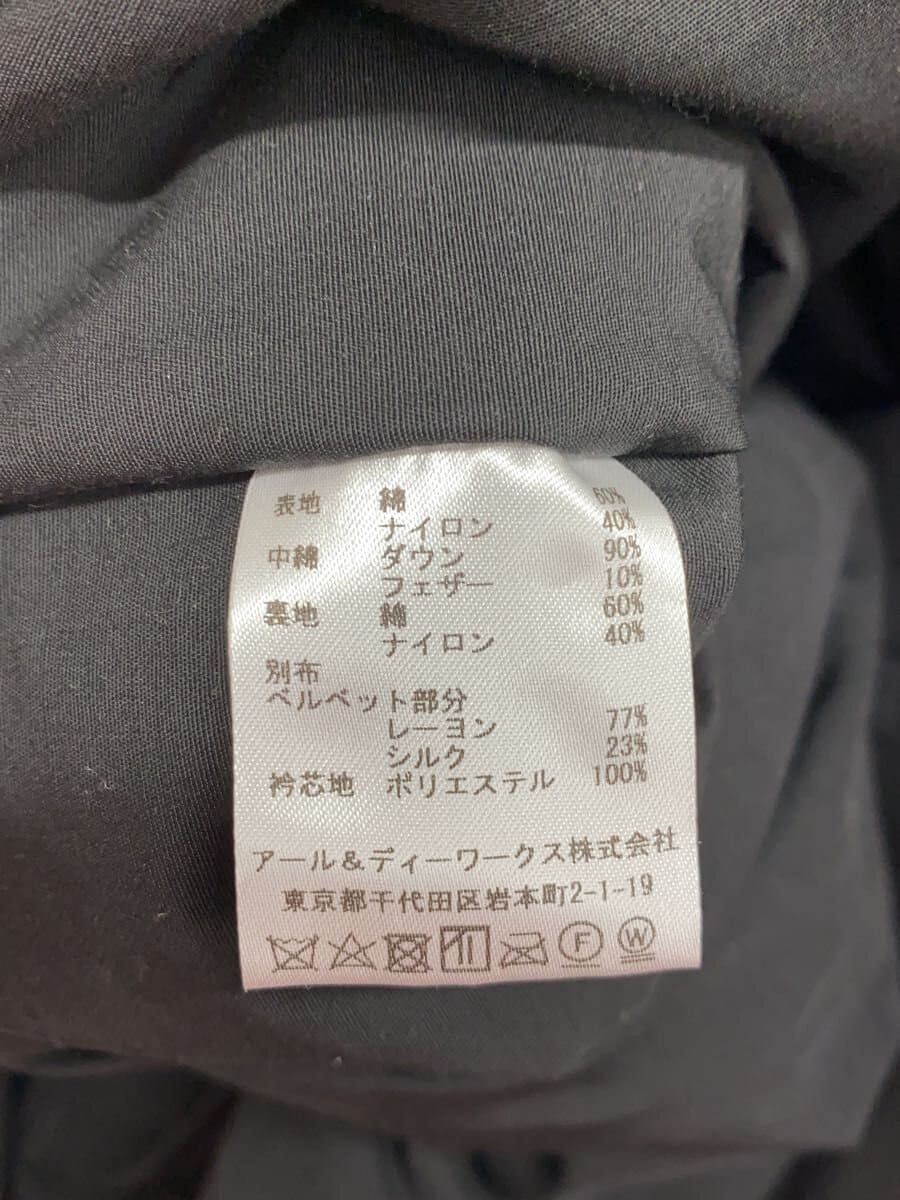 表地 綿 60%
ナイロン 40%
中綿 ダウン 90%
フェザー 10%
裏地 綿 60%
ナイロン 40%
別布
ベルベット部分
レーヨン 77%
シルク 23%
衿芯地 ポリエステル 100%
アール&ディーワークス株式会社
東京都千代田区岩本町2-1-19
F W